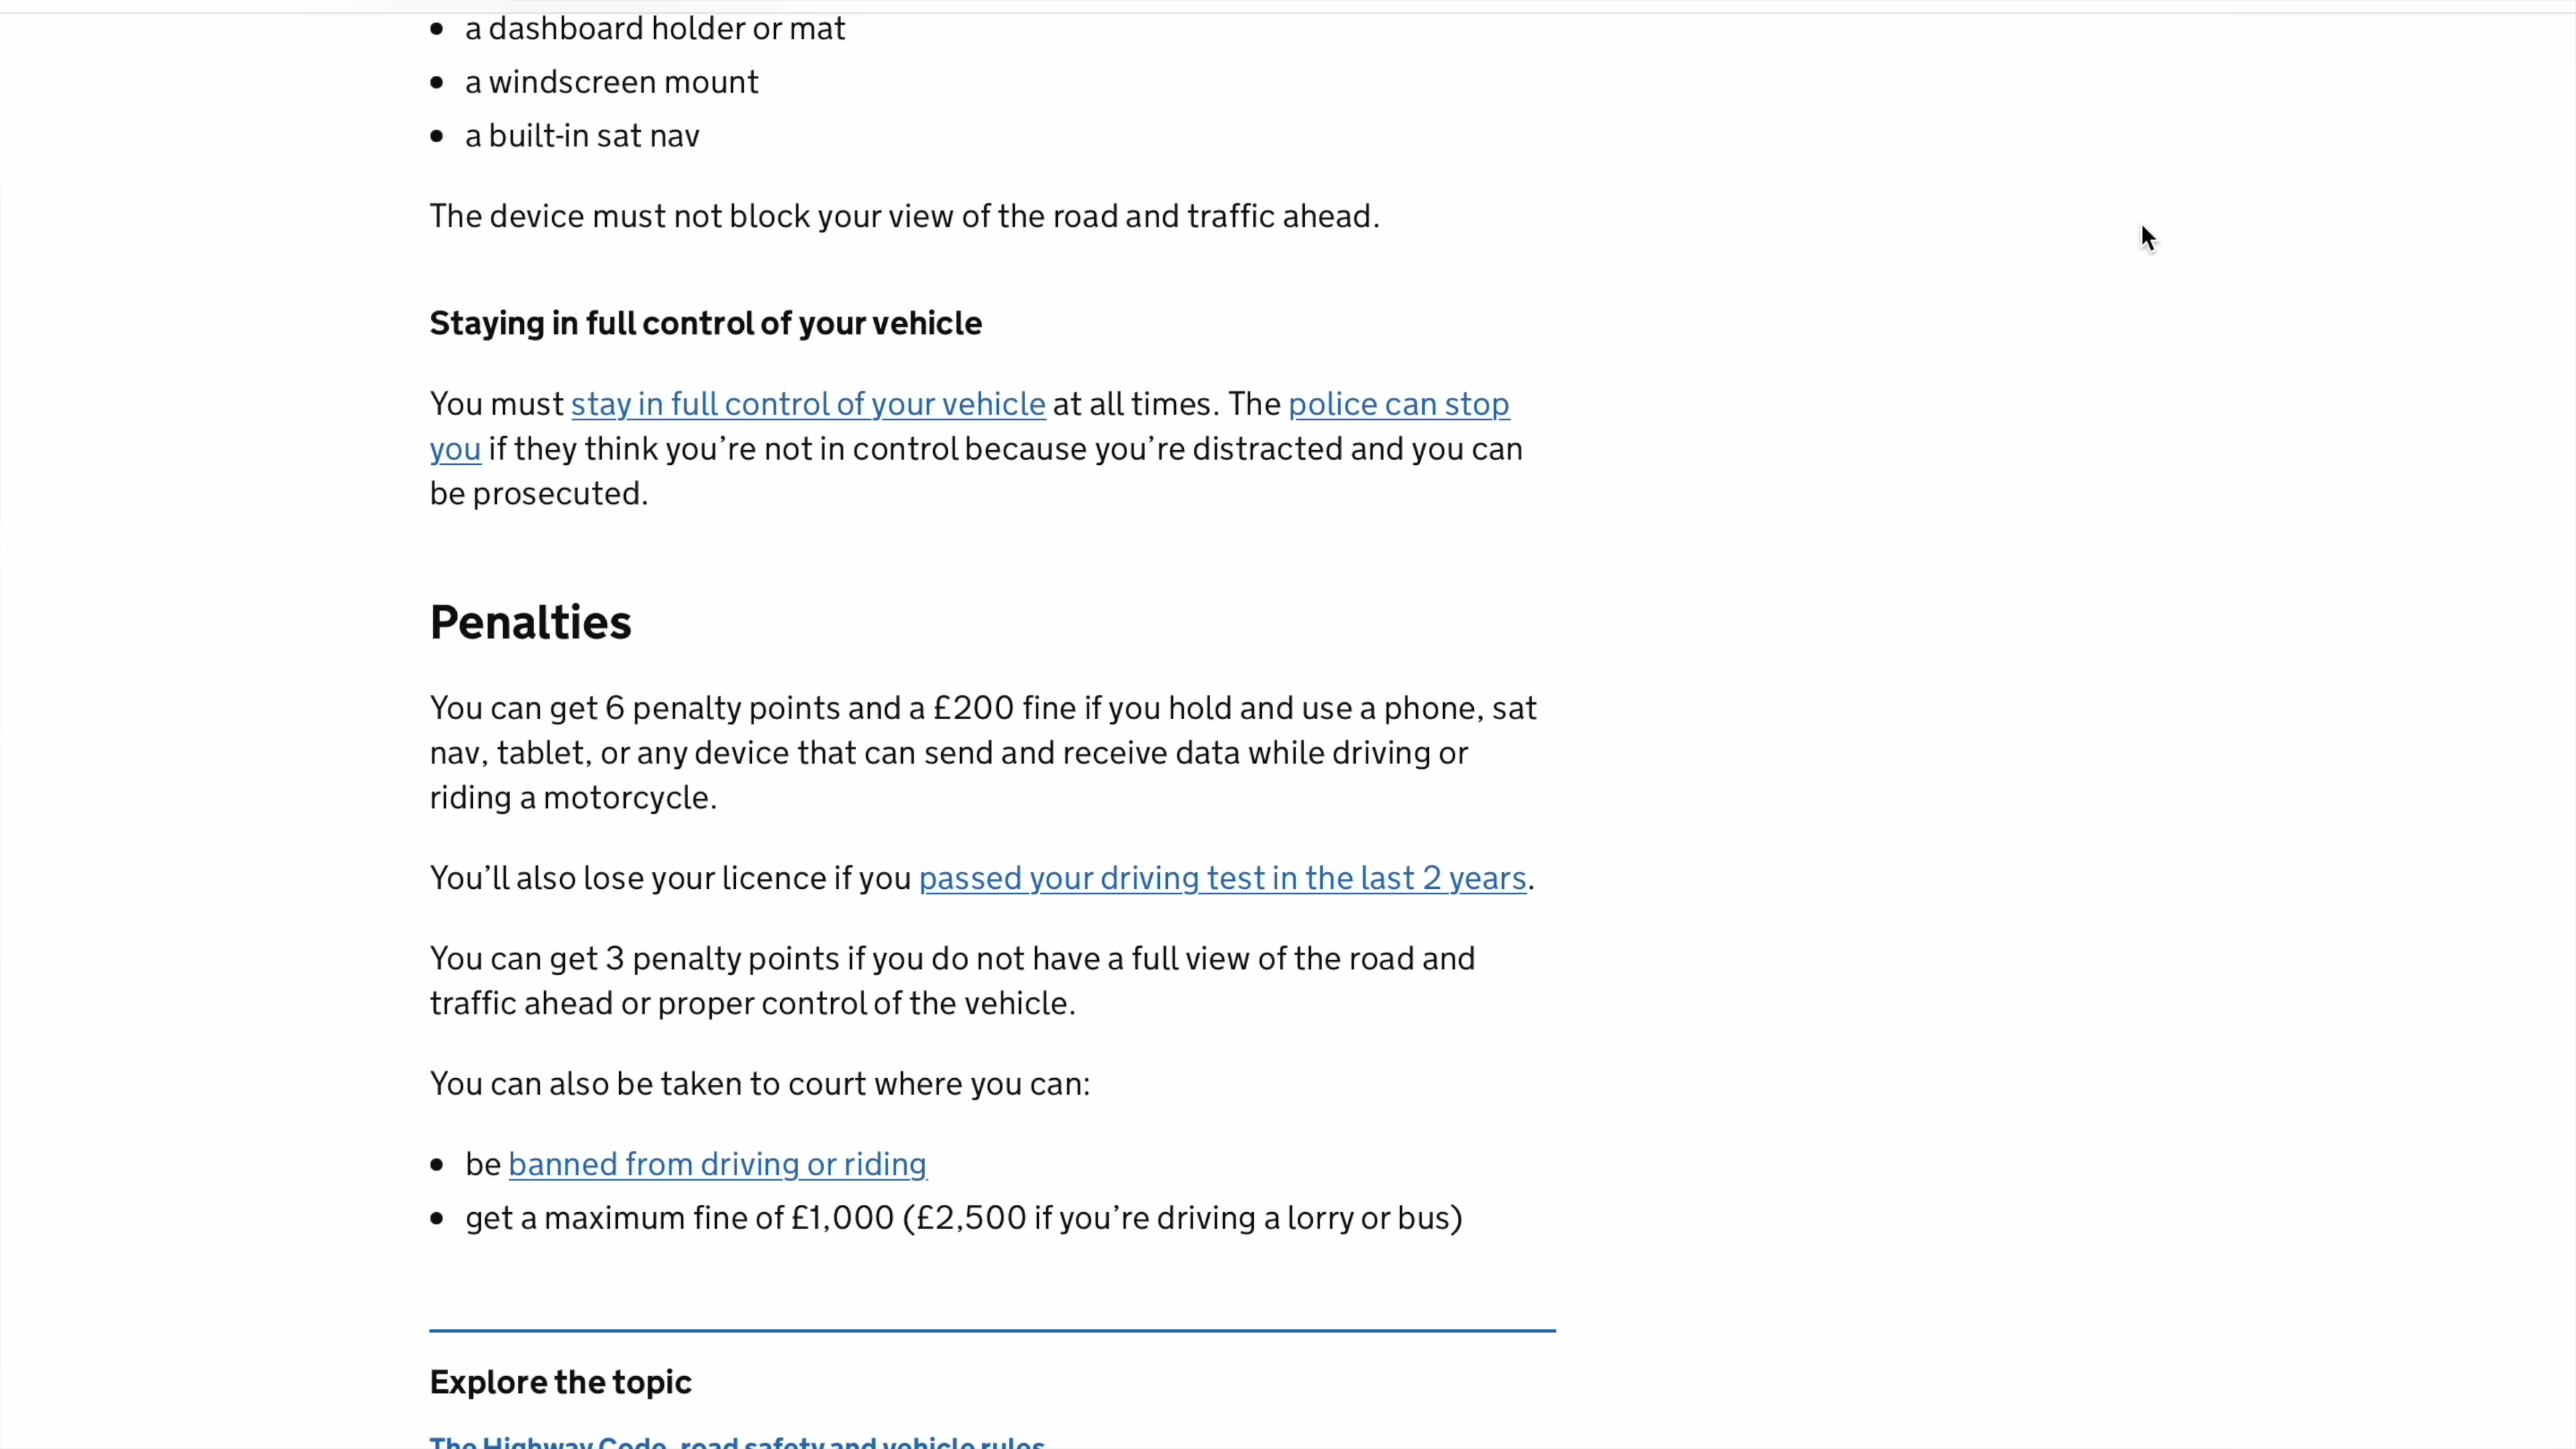 • a dashboard holder or mat
• a windscreen mount
• a built-in sat nav
The device must not block your view of the road and traffic ahead.
Staying in full control of your vehicle
You must stay in full control of your vehicle at all times. The police can stop
you if they think you’re not in control because you’re distracted and you can
be prosecuted.
Penalties
You can get 6 penalty points and a £200 fine if you hold and use a phone, sat
nav, tablet, or any device that can send and receive data while driving or
riding a motorcycle.
You’ll also lose your licence if you passed your driving test in the last 2 years.
You can get 3 penalty points if you do not have a full view of the road and
traffic ahead or proper control of the vehicle.
You can also be taken to court where you can:
• be banned from driving or riding
• get a maximum fine of £1,000 (£2,500 if you’re driving a lorry or bus)
Explore the topic
The Highway Code, road safety and vehicle rules